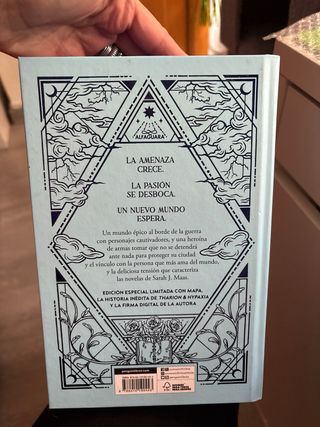 ALFAGUARA
LA AMENAZA
CRECE.
LA PASIÓN
SE DESBOCA.
UN NUEVO MUNDO
ESPERA.
Un mundo épico al borde de la guerra
con personajes cautivadores, y una heroína
de armas tomar que no se detendrá
ante nada para proteger su ciudad
y el vínculo con la persona que más ama del mundo,
y la deliciosa tensión que caracteriza
las novelas de Sarah J. Maas.
EDICIÓN ESPECIAL LIMITADA CON MAPA,
LA HISTORIA INÉDITA DE THARION & HYPAXIA
Y LA FIRMA DIGITAL DE LA AUTORA